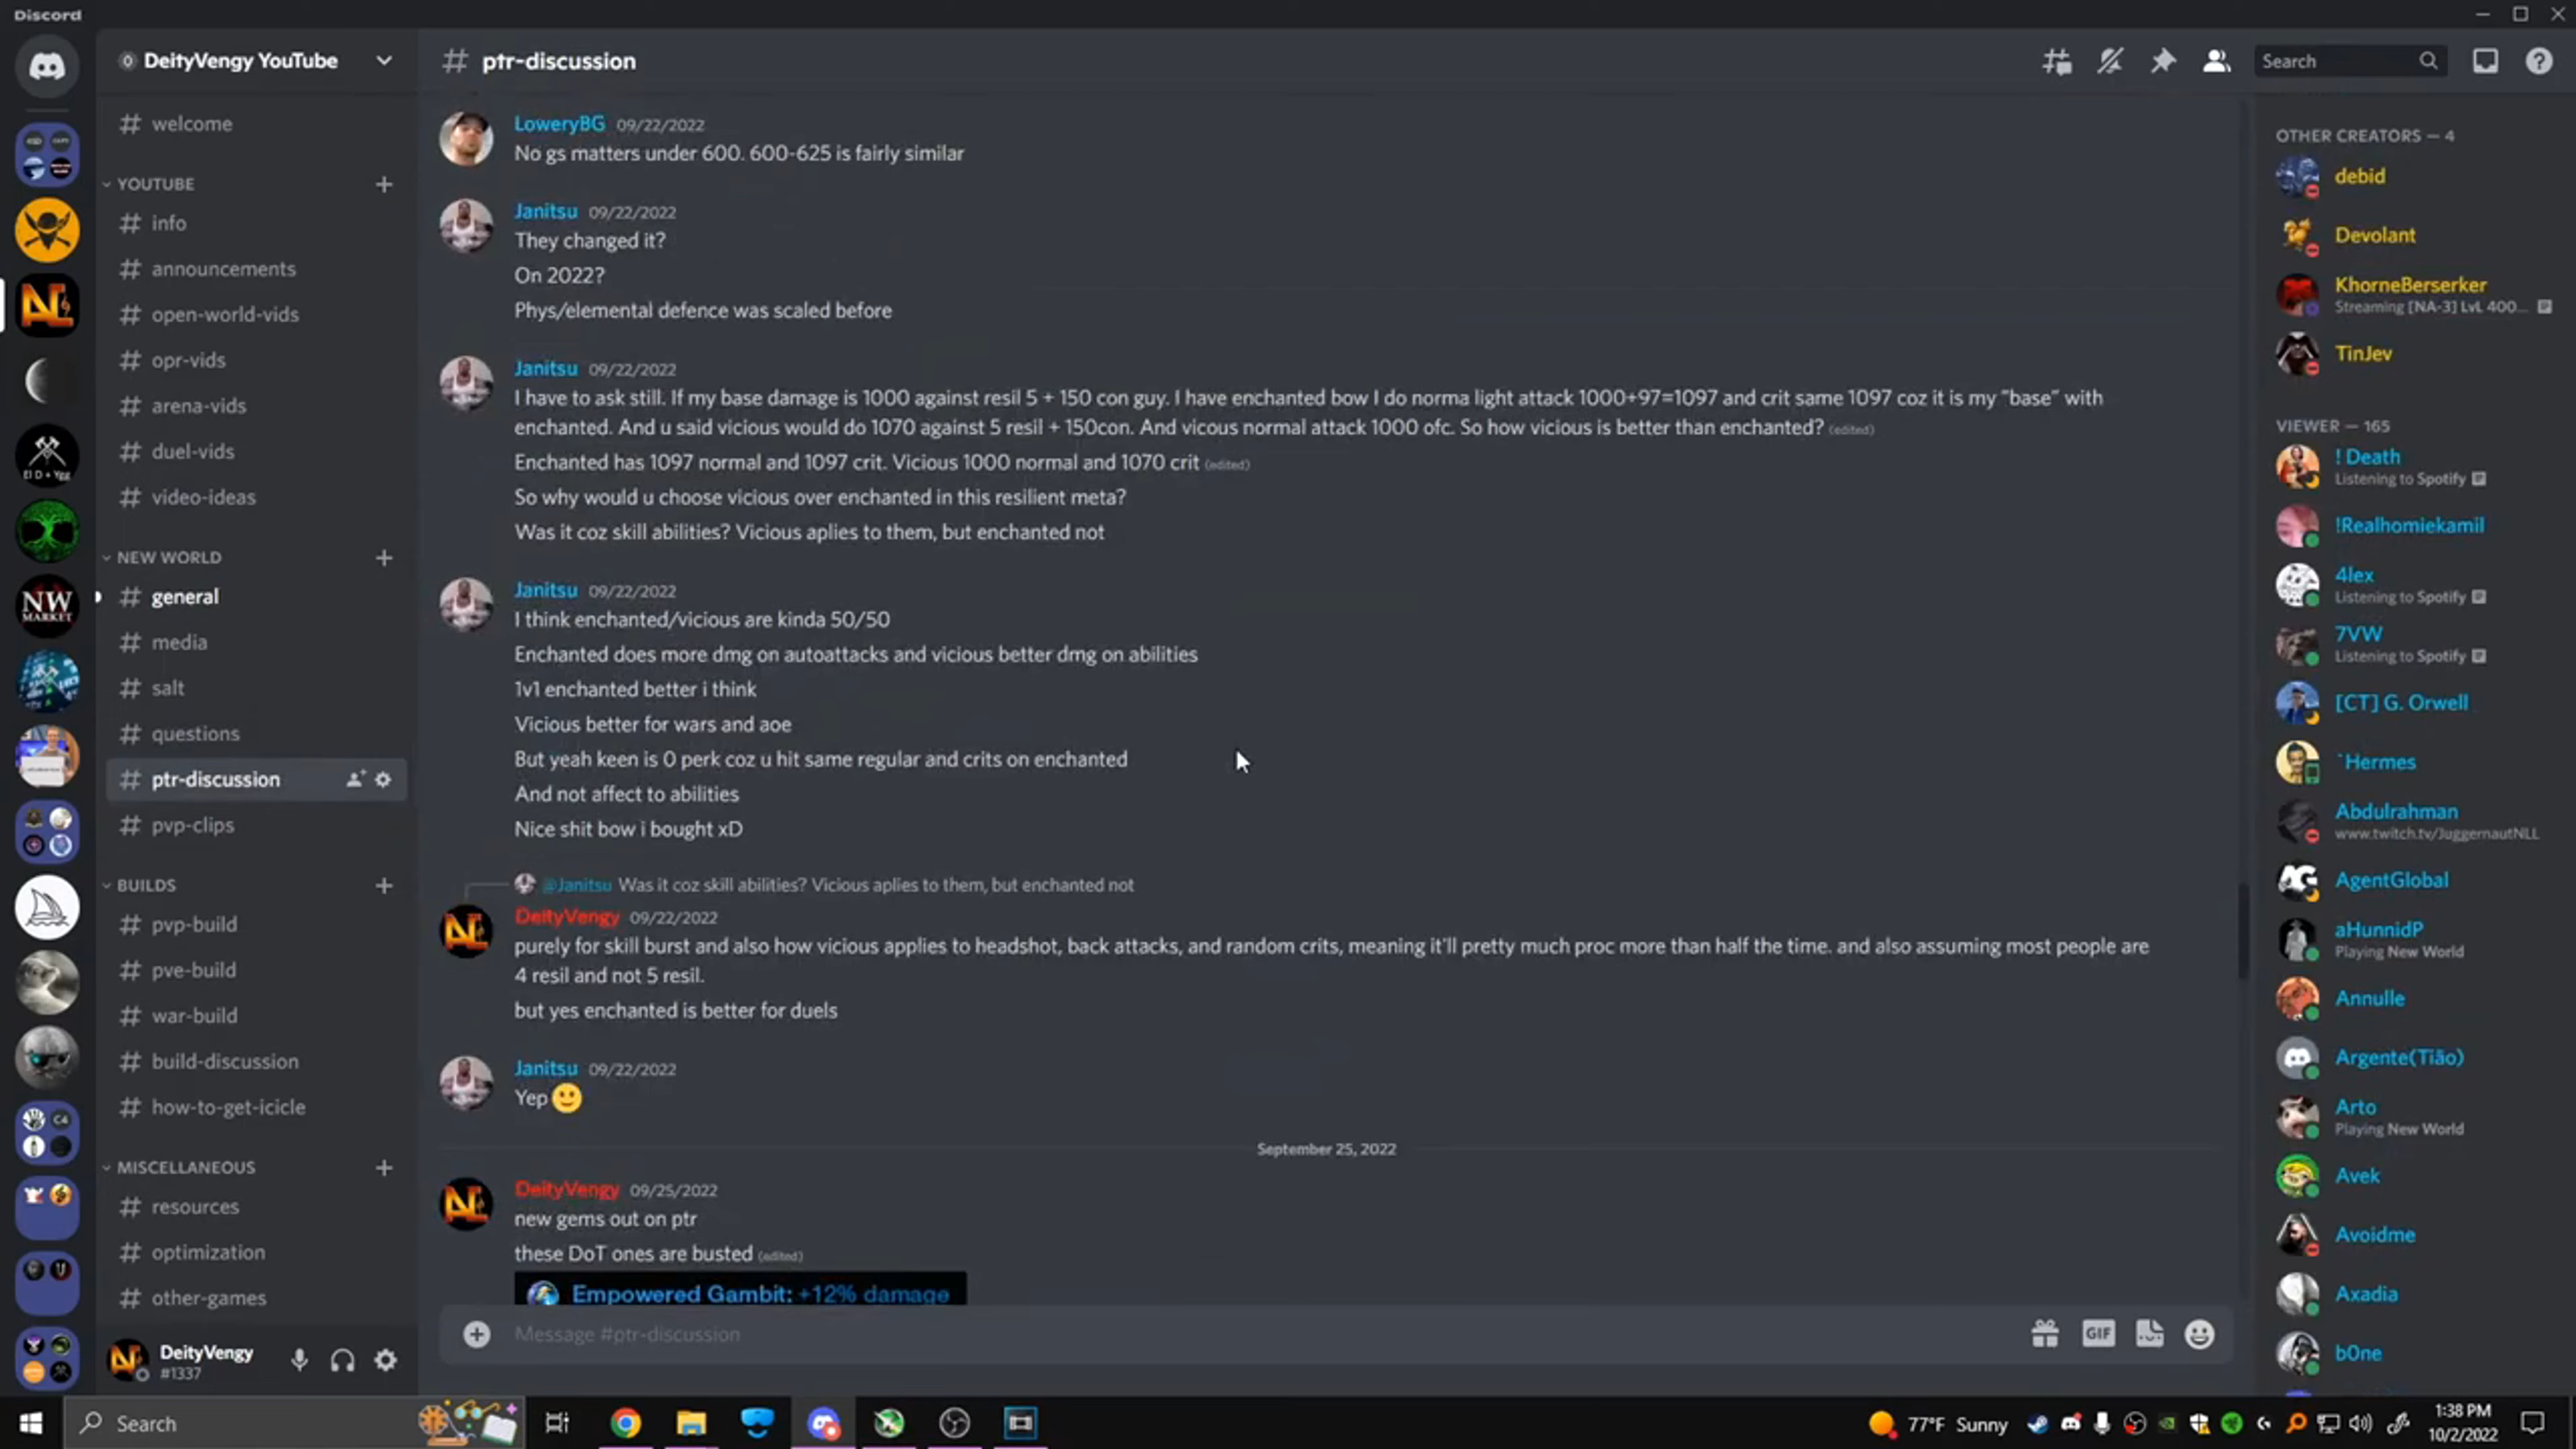 Discord
DeityVengy YouTube
# welcome
YOUTUBE
# info
# announcements
# open-world-vids
# opr-vids
# arena-vids
# duel-vids
# video-ideas
NEW WORLD
# general
# media
# salt
# questions
# ptr-discussion
# pvp-clips
BUILDS
# pvp-build
# pve-build
# war-build
# build-discussion
# how-to-get-icicle
MISCELLANEOUS
# resources
# optimization
# other-games
DeityVengy
#1337
El D + Ygg
NW
MARKET
C4
# ptr-discussion
Search
LoweryBG 09/22/2022
No gs matters under 600. 600-625 is fairly similar
Janitsu 09/22/2022
They changed it?
On 2022?
Phys/elemental defence was scaled before
Janitsu 09/22/2022
I have to ask still. If my base damage is 1000 against resil 5 + 150 con guy. I have enchanted bow I do norma light attack 1000+97=1097 and crit same 1097 coz it is my “base” with
enchanted. And u said vicious would do 1070 against 5 resil + 150con. And vicous normal attack 1000 ofc. So how vicious is better than enchanted? (edited)
Enchanted has 1097 normal and 1097 crit. Vicious 1000 normal and 1070 crit (edited)
So why would u choose vicious over enchanted in this resilient meta?
Was it coz skill abilities? Vicious aplies to them, but enchanted not
Janitsu 09/22/2022
I think enchanted/vicious are kinda 50/50
Enchanted does more dmg on autoattacks and vicious better dmg on abilities
1v1 enchanted better i think
Vicious better for wars and aoe
But yeah keen is 0 perk coz u hit same regular and crits on enchanted
And not affect to abilities
Nice shit bow i bought xD
@Janitsu Was it coz skill abilities? Vicious aplies to them, but enchanted not
DeityVengy 09/22/2022
purely for skill burst and also how vicious applies to headshot, back attacks, and random crits, meaning it'll pretty much proc more than half the time. and also assuming most people are
4 resil and not 5 resil.
but yes enchanted is better for duels
Janitsu 09/22/2022
Yep
September 25, 2022
DeityVengy 09/25/2022
new gems out on ptr
these DoT ones are busted (edited)
Empowered Gambit: +12% damage
Message #ptr-discussion
GIF
OTHER CREATORS — 4
debid
Devolant
KhorneBerserker
Streaming [NA-3] LvL 400...
TinJev
VIEWER — 165
! Death
Listening to Spotify
!Realhomiekamil
4lex
Listening to Spotify
7VW
Listening to Spotify
[CT] G. Orwell
`Hermes
Abdulrahman
www.twitch.tv/JuggernautNLL
AgentGlobal
aHunnidP
Playing New World
Annulle
Argente(Tião)
Arto
Playing New World
Avek
Avoidme
Axadia
b0ne
Search
77°F Sunny
1:38 PM
10/2/2022